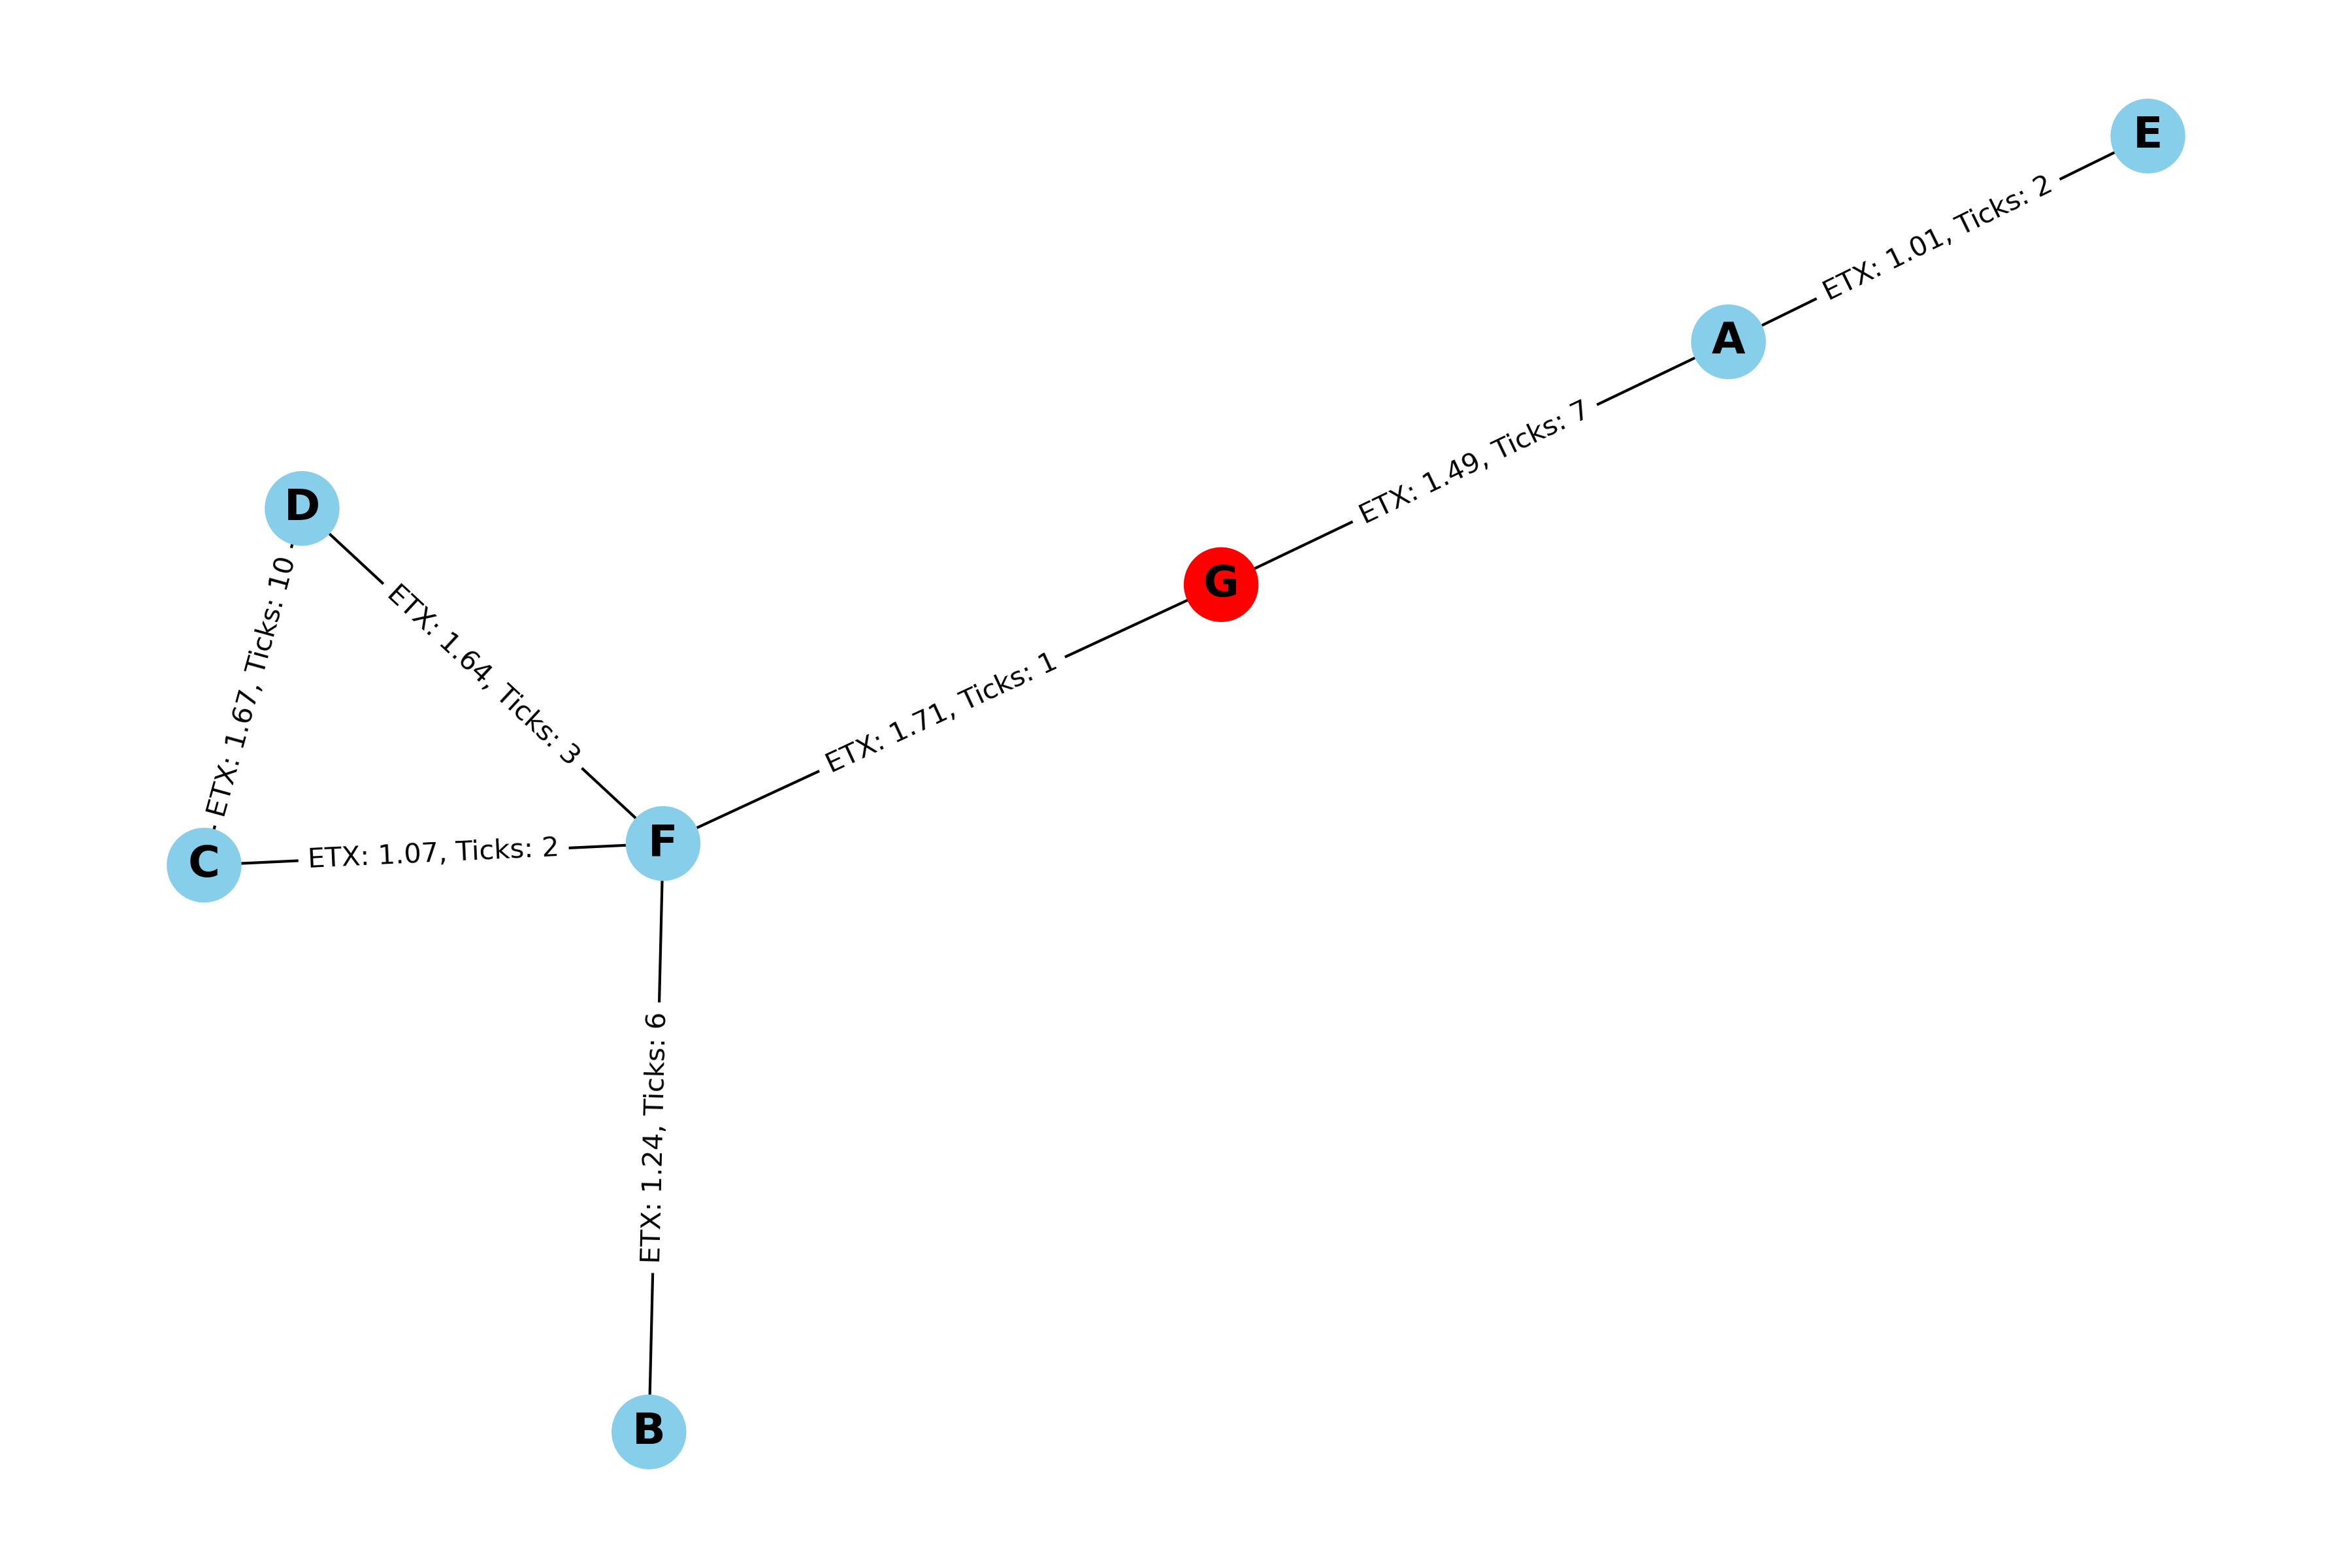 E
ETX: 1.01, Ticks: 2
A
ETX: 1.49, Ticks: 7
D
G
ETX: 1.67, Ticks: 10
ETX: 1.64, Ticks: 3
ETX: 1.71, Ticks: 1
C
ETX: 1.07, Ticks: 2
F
ETX: 1.24, Ticks: 6
B